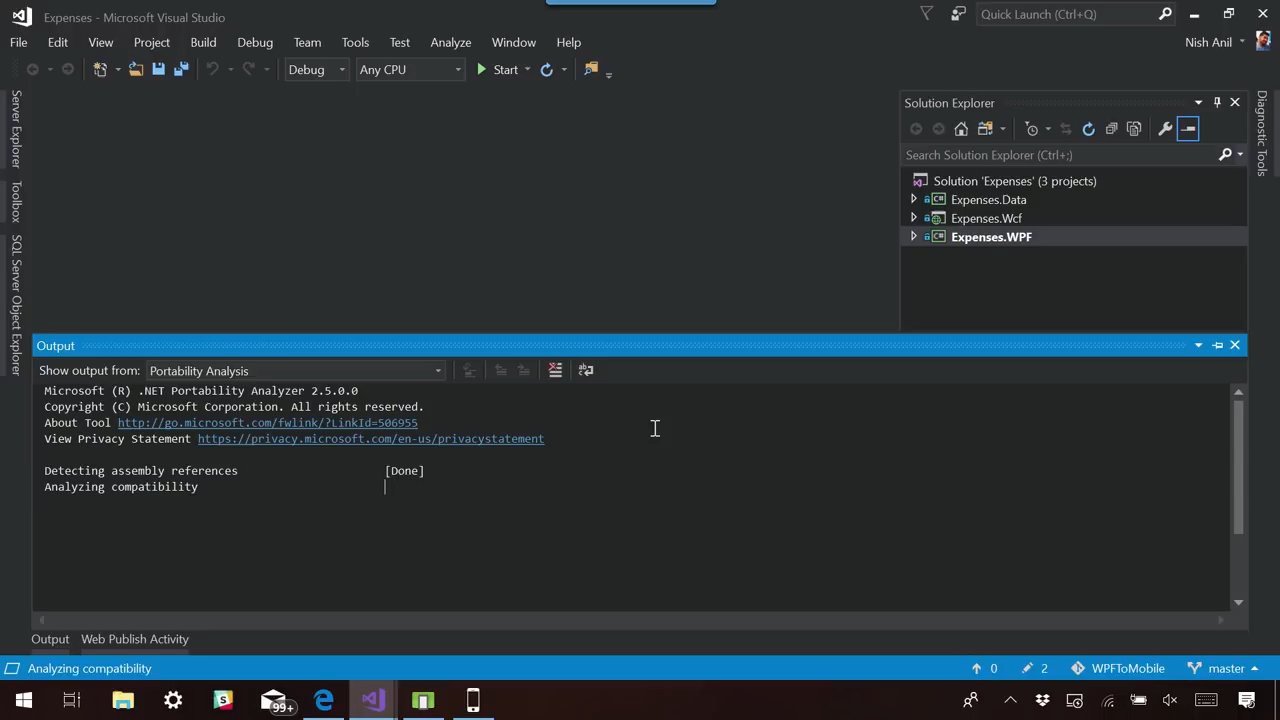 Expenses - Microsoft Visual Studio
Quick Launch (Ctrl+Q)
File Edit View Project Build Debug Team Tools Test Analyze Window Help
Nish Anil
Debug Any CPU Start
Server Explorer
Toolbox
SQL Server Object Explorer
Solution Explorer
Search Solution Explorer (Ctrl+;)
Solution 'Expenses' (3 projects)
Expenses.Data
Expenses.Wcf
Expenses.WPF
Diagnostic Tools
Output
Show output from: Portability Analysis
Microsoft (R) .NET Portability Analyzer 2.5.0.0
Copyright (C) Microsoft Corporation. All rights reserved.
About Tool http://go.microsoft.com/fwlink/?LinkId=506955
View Privacy Statement https://privacy.microsoft.com/en-us/privacystatement
Detecting assembly references [Done]
Analyzing compatibility
Output Web Publish Activity
Analyzing compatibility 0 2 WPFToMobile master
99+